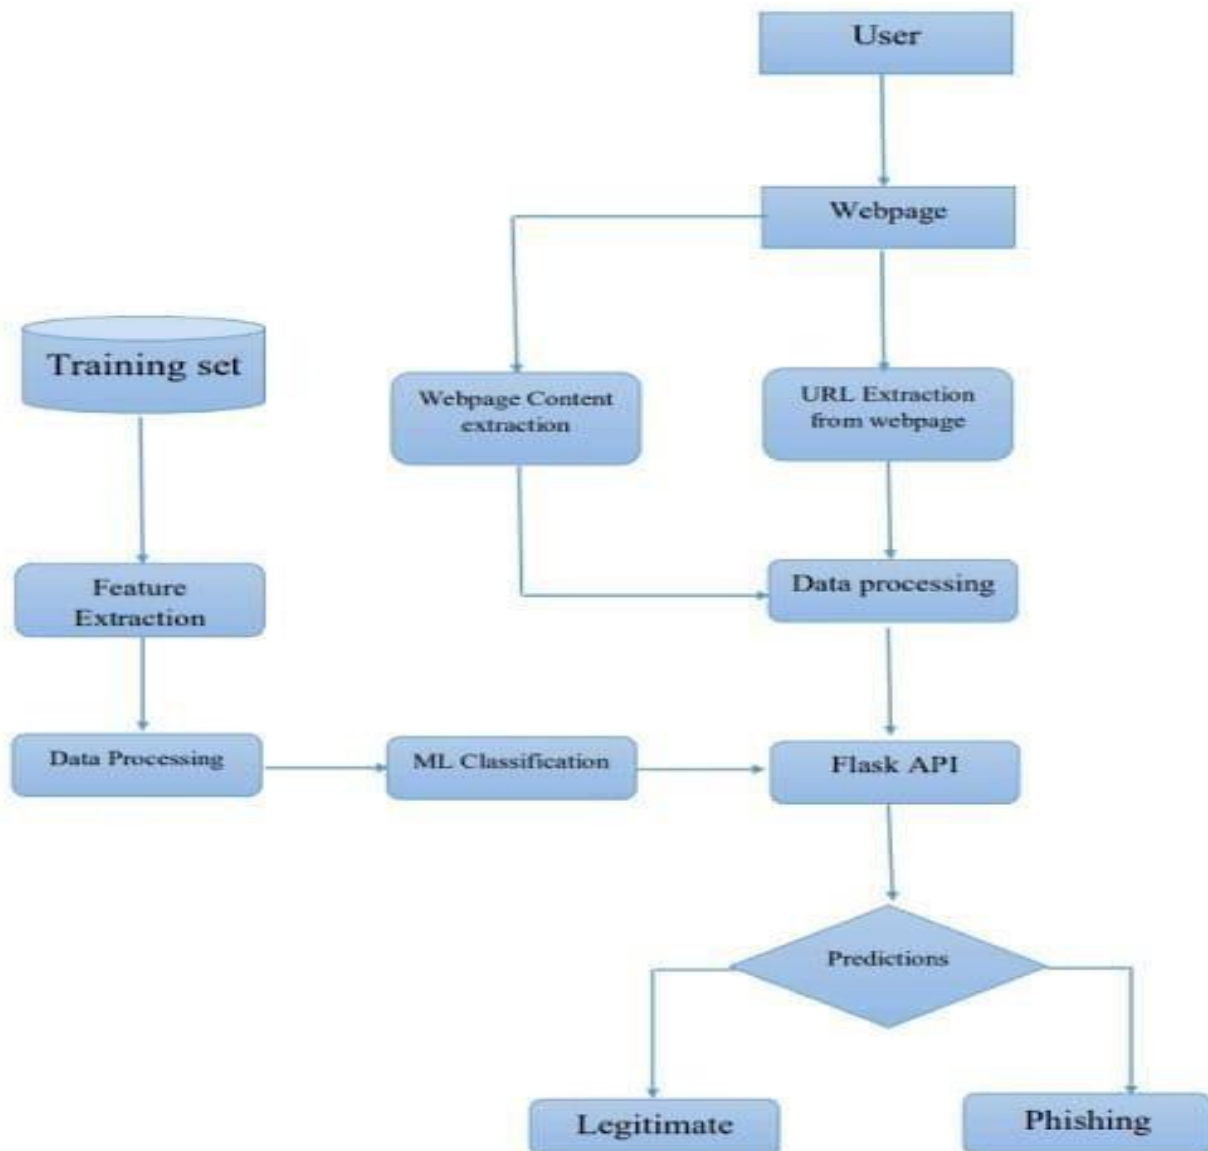 User
Webpage
Training set
Webpage Content
extraction
URL Extraction
from webpage
Feature
Extraction
Data processing
Data Processing
ML Classification
Flask API
Predictions
Legitimate
Phishing